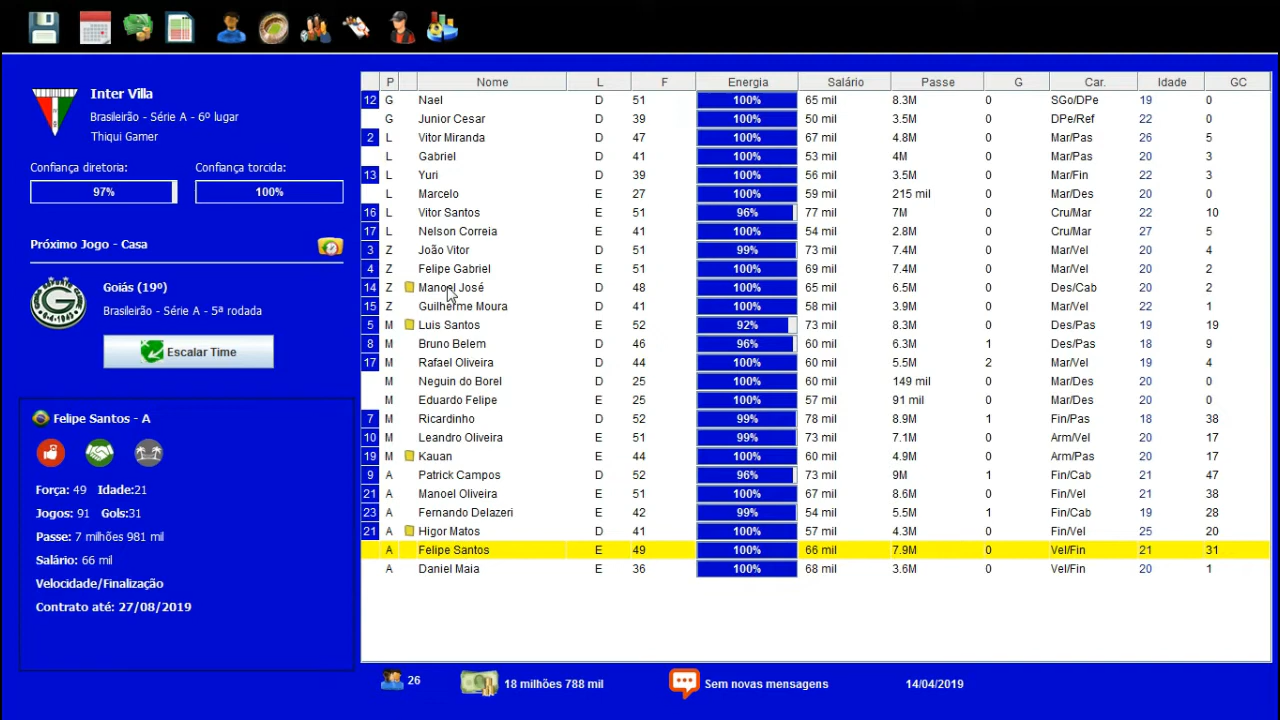 Inter Villa
Brasileirão - Série A - 6º lugar
Thiqui Gamer
Confiança diretoria: Confiança torcida:
97% 100%
Próximo Jogo - Casa
Goiás (19º)
Brasileirão - Série A - 5ª rodada
Escalar Time
Felipe Santos - A
Força: 49 Idade:21
Jogos: 91 Gols:31
Passe: 7 milhões 981 mil
Salário: 66 mil
Velocidade/Finalização
Contrato até: 27/08/2019
P Nome L F Energia Salário Passe G Car. Idade GC
12 G Nael D 51 100% 65 mil 8.3M 0 SGo/DPe 19 0
G Junior Cesar D 39 100% 50 mil 3.5M 0 DPe/Ref 22 0
2 L Vitor Miranda D 47 100% 67 mil 4.8M 0 Mar/Pas 26 5
L Gabriel D 41 100% 53 mil 4M 0 Mar/Pas 20 3
13 L Yuri D 39 100% 56 mil 3.5M 0 Mar/Fin 22 3
L Marcelo E 27 100% 59 mil 215 mil 0 Mar/Des 20 0
16 L Vitor Santos E 51 96% 77 mil 7M 0 Cru/Mar 22 10
17 L Nelson Correia E 41 100% 54 mil 2.8M 0 Cru/Mar 27 5
3 Z João Vitor D 51 99% 73 mil 7.4M 0 Mar/Vel 20 4
4 Z Felipe Gabriel E 51 100% 69 mil 7.4M 0 Mar/Vel 20 2
14 Z Manoel José D 48 100% 65 mil 6.5M 0 Des/Cab 20 2
15 Z Guilherme Moura D 41 100% 58 mil 3.9M 0 Mar/Vel 22 1
5 M Luis Santos E 52 92% 73 mil 8.3M 0 Des/Pas 19 19
8 M Bruno Belem D 46 96% 60 mil 6.3M 1 Des/Pas 18 9
17 M Rafael Oliveira D 44 100% 60 mil 5.5M 2 Mar/Vel 19 4
M Neguin do Borel D 25 100% 60 mil 149 mil 0 Mar/Des 20 0
M Eduardo Felipe E 25 100% 57 mil 91 mil 0 Mar/Des 20 0
7 M Ricardinho D 52 99% 78 mil 8.9M 1 Fin/Pas 18 38
10 M Leandro Oliveira E 51 99% 73 mil 7.1M 0 Arm/Vel 20 17
19 M Kauan E 44 100% 60 mil 4.9M 0 Arm/Pas 20 17
9 A Patrick Campos D 52 96% 73 mil 9M 1 Fin/Cab 21 47
21 A Manoel Oliveira E 51 100% 67 mil 8.6M 0 Fin/Vel 21 38
23 A Fernando Delazeri E 42 99% 54 mil 5.5M 1 Fin/Cab 19 28
21 A Higor Matos D 41 100% 57 mil 4.3M 0 Fin/Vel 25 20
A Felipe Santos E 49 100% 66 mil 7.9M 0 Vel/Fin 21 31
A Daniel Maia E 36 100% 68 mil 3.6M 0 Vel/Fin 20 1
26 18 milhões 788 mil Sem novas mensagens 14/04/2019